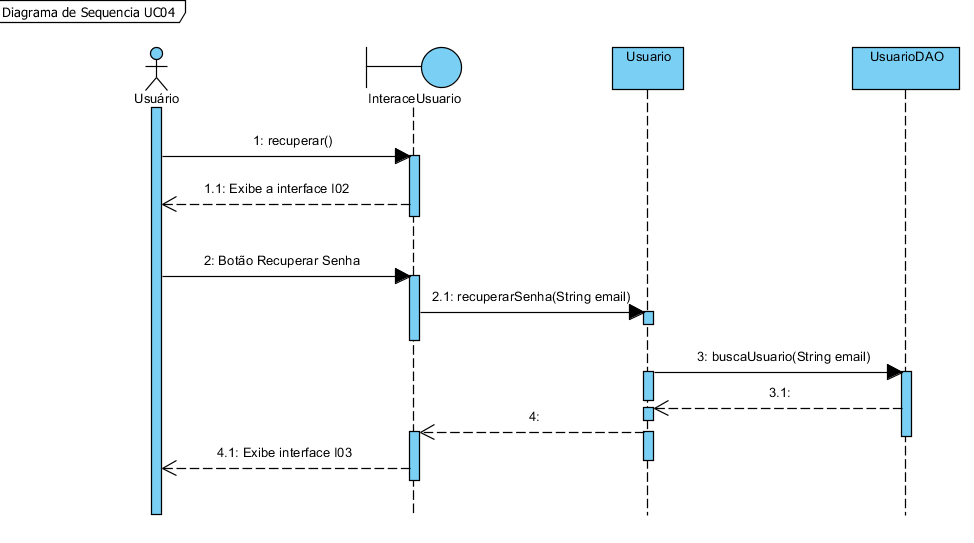 Diagrama de Sequencia UC04
Usuário
InteraceUsuario
Usuario
UsuarioDAO
1: recuperar()
1.1: Exibe a interface I02
2: Botão Recuperar Senha
2.1: recuperarSenha(String email)
3: buscaUsuario(String email)
3.1:
4:
4.1: Exibe interface I03